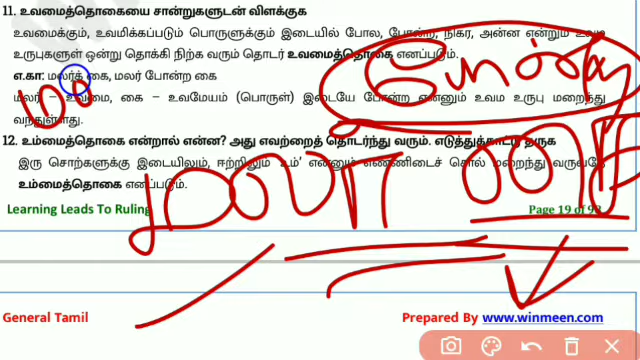 11. உவமைத்தொகையை சான்றுகளுடன் விளக்குக
உவமைக்கும், உவமிக்கப்படும் பொருளுக்கும் இடையில் போல, போன்ற, நிகர, அன்ன என்றும் உவம
உருபுகளுள் ஒன்று தொக்கி நிற்க வரும் தொடர் உவமைத்தொகை எனப்படும்.
எ.கா: மலர்க் கை, மலர் போன்ற கை
மலர் – உவமை, கை – உவமேயம் (பொருள்) இடையே போன்ற என்னும் உவம உருபு மறைந்து
வந்துள்ளது.
12. உம்மைத்தொகை என்றால் என்ன? அது எவற்றைத் தொடர்ந்து வரும். எடுத்துக்காட்டு தருக
இரு சொற்களுக்கு இடையிலும், ஈற்றிலும் 'உம்' என்னும் எண்ணிடைச் சொல் மறைந்து வருவதே
உம்மைத்தொகை எனப்படும்.
Learning Leads To Ruling
Page 19 of 93
General Tamil
Prepared By www.winmeen.com